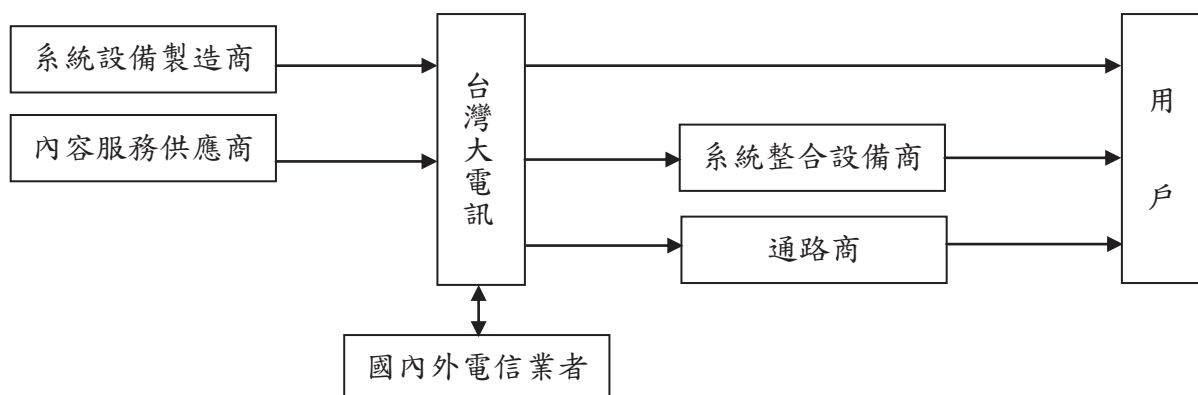 系統設備製造商
內容服務供應商
台灣大電訊
系統整合設備商
通路商
用戶
國內外電信業者